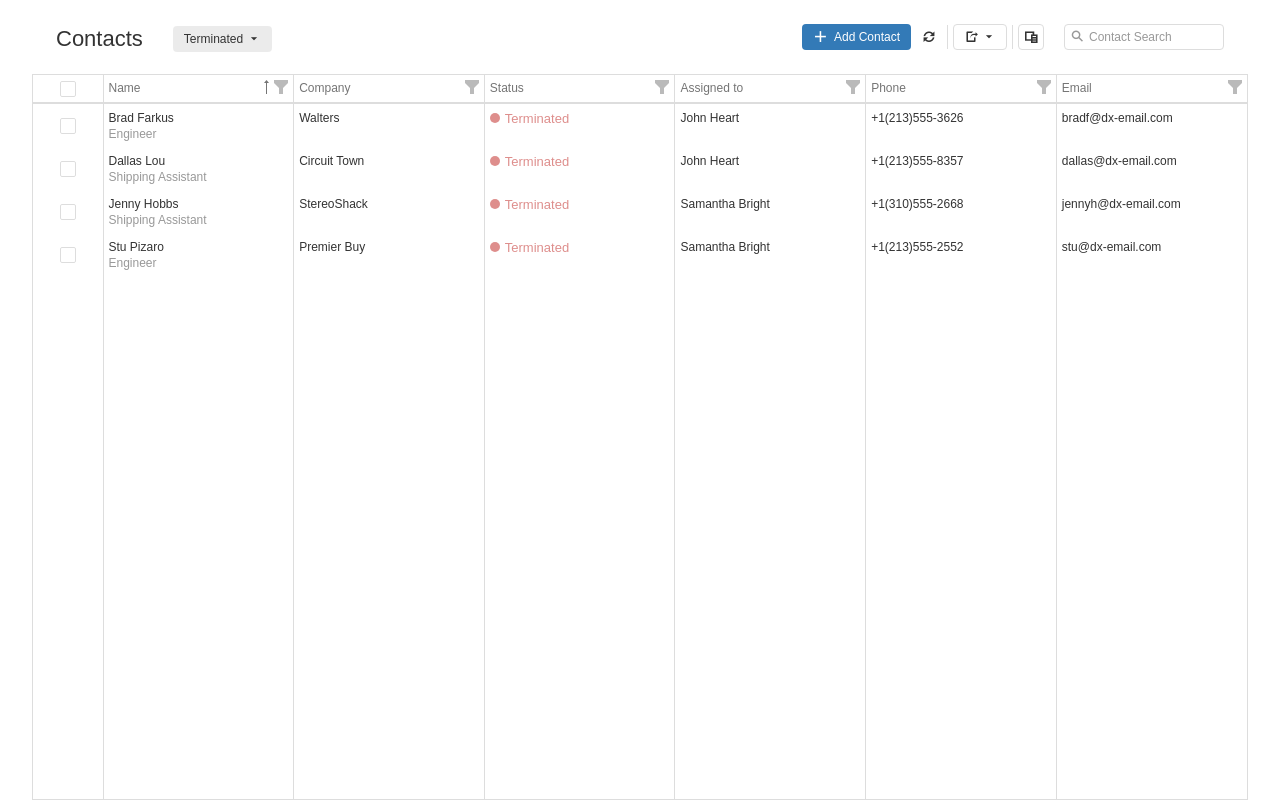 Contacts
Terminated
Add Contact
Contact Search
Name Company Status Assigned to Phone Email
Brad Farkus Walters Terminated John Heart +1(213)555-3626 bradf@dx-email.com
Engineer
Dallas Lou Circuit Town Terminated John Heart +1(213)555-8357 dallas@dx-email.com
Shipping Assistant
Jenny Hobbs StereoShack Terminated Samantha Bright +1(310)555-2668 jennyh@dx-email.com
Shipping Assistant
Stu Pizaro Premier Buy Terminated Samantha Bright +1(213)555-2552 stu@dx-email.com
Engineer